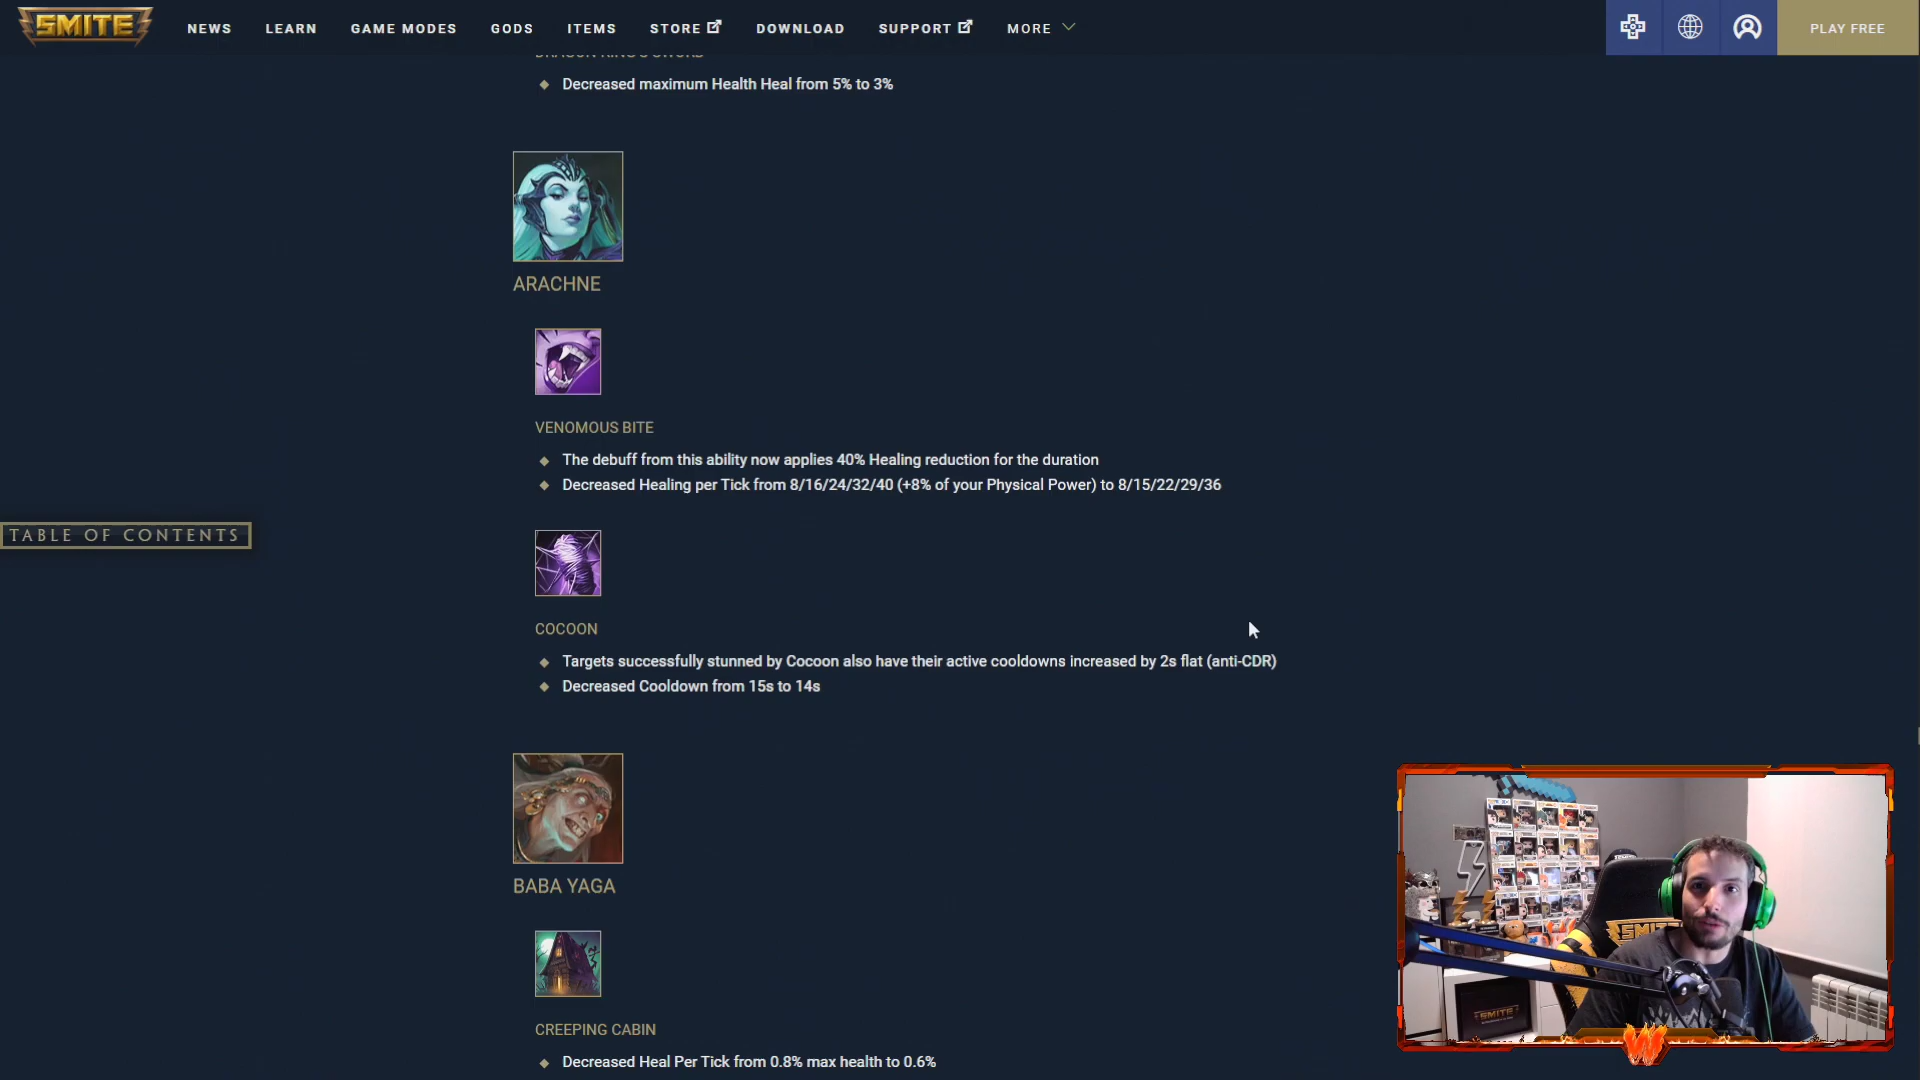 SMITE
NEWS
LEARN
GAME MODES
GODS
ITEMS
STORE
DOWNLOAD
SUPPORT
MORE
PLAY FREE
DRAGON KING'S SWORD
Decreased maximum Health Heal from 5% to 3%
ARACHNE
VENOMOUS BITE
The debuff from this ability now applies 40% Healing reduction for the duration
Decreased Healing per Tick from 8/16/24/32/40 (+8% of your Physical Power) to 8/15/22/29/36
TABLE OF CONTENTS
COCOON
Targets successfully stunned by Cocoon also have their active cooldowns increased by 2s flat (anti-CDR)
Decreased Cooldown from 15s to 14s
BABA YAGA
SMITE
SMITE
W
CREEPING CABIN
Decreased Heal Per Tick from 0.8% max health to 0.6%